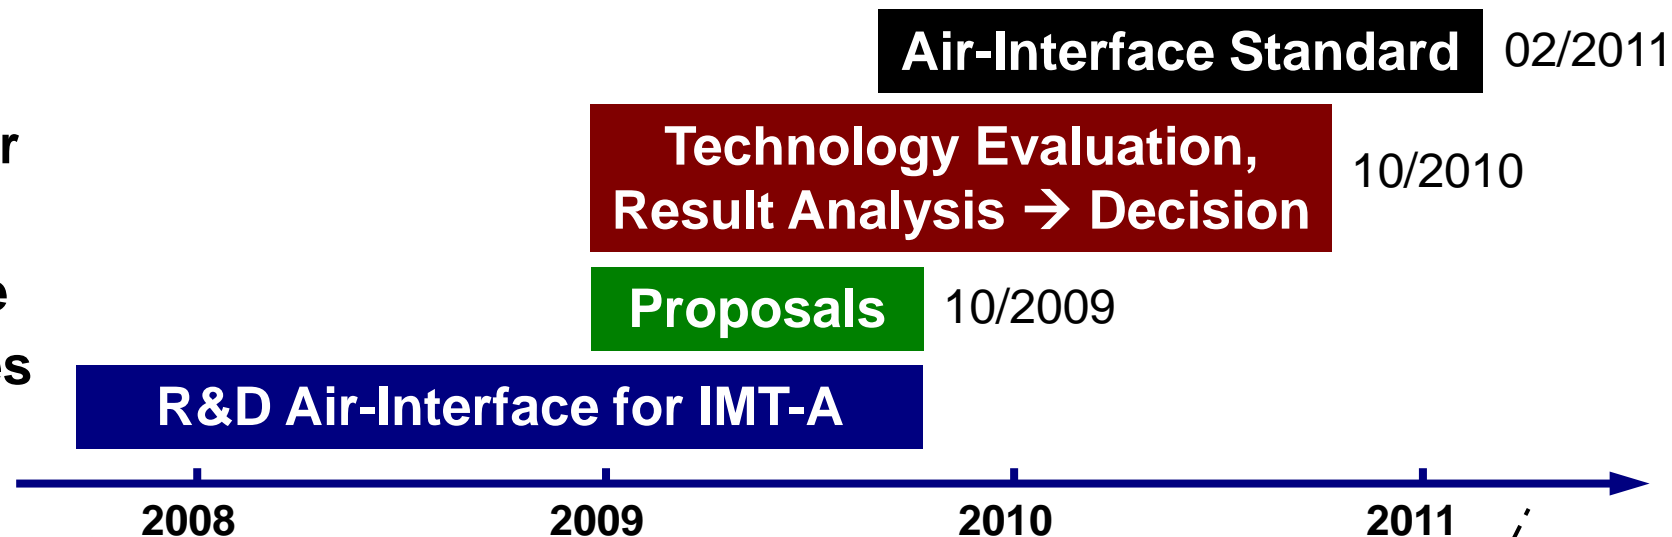 Air-Interface Standard 02/2011
Technology Evaluation,
Result Analysis → Decision
10/2010
Proposals 10/2009
R&D Air-Interface for IMT-A
2008 2009 2010 2011